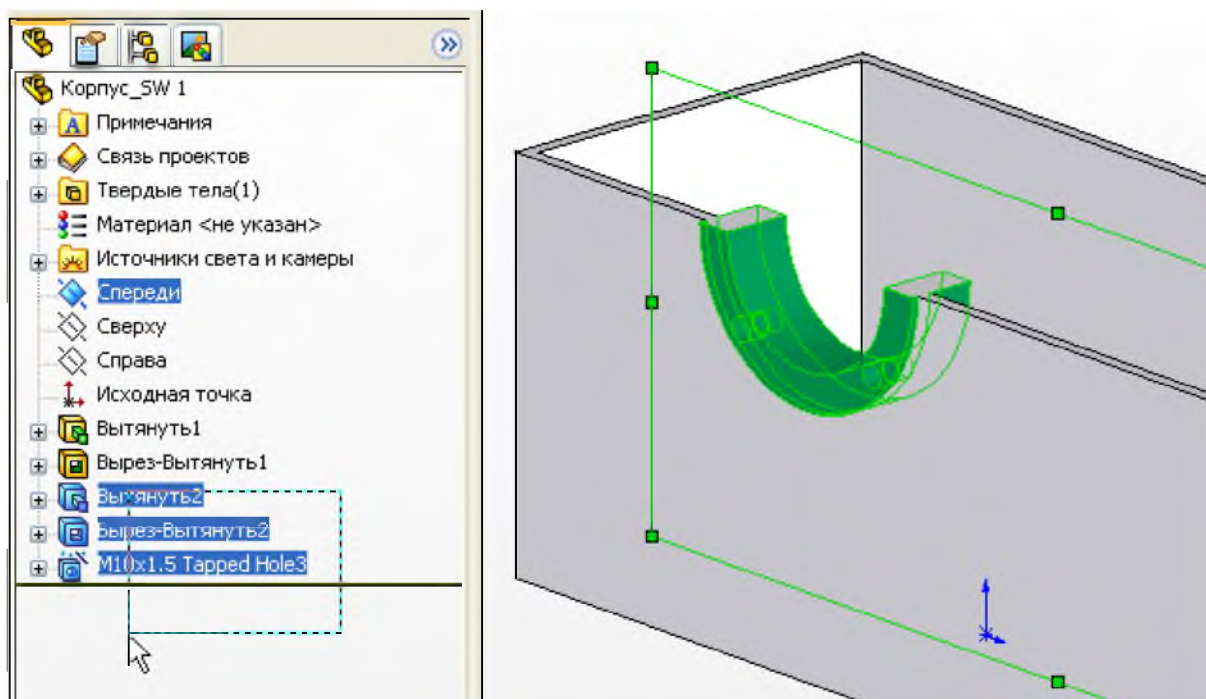 Корпус_SW 1
Примечания
Связь проектов
Твердые тела(1)
Материал <не указан>
Источники света и камеры
Спереди
Сверху
Справа
Исходная точка
Вытянуть1
Вырез-Вытянуть1
Вытянуть2
Вырез-Вытянуть2
M10x1.5 Tapped Hole3